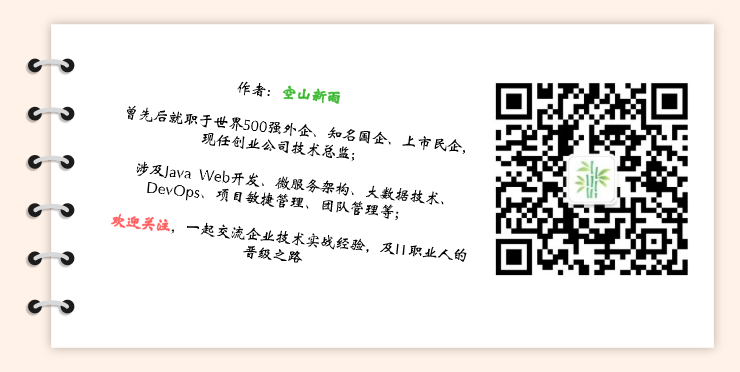 作者：空山新雨
曾先后就职于世界500强外企、知名国企、上市民企，
现任创业公司技术总监；
涉及Java Web开发、微服务架构、大数据技术、
DevOps、项目敏捷管理、团队管理等；
欢迎关注，一起交流企业技术实战经验，及IT职业人的
晋级之路